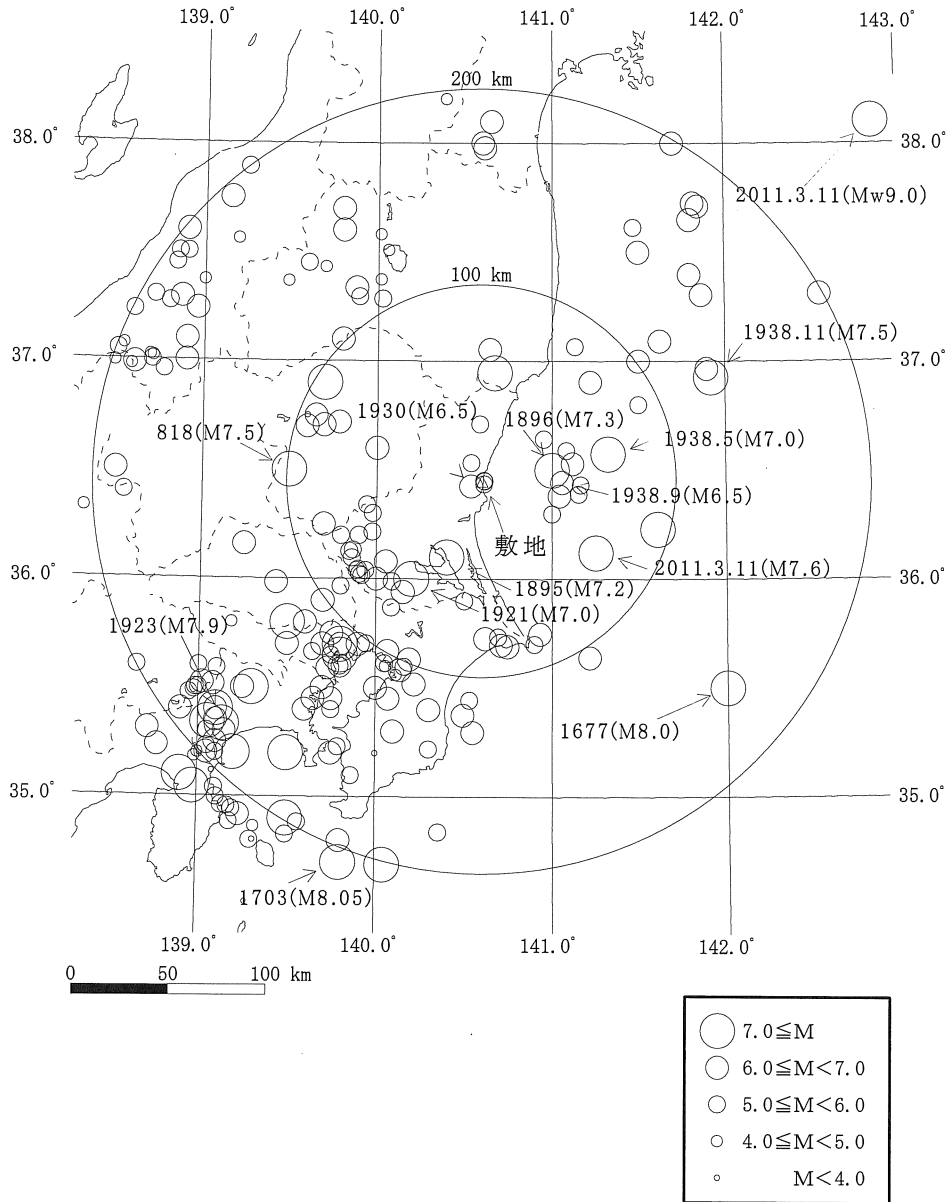 139.0° 140.0° 141.0° 142.0° 143.0°
200 km
38.0° 38.0°
2011.3.11(Mw9.0)
100 km
1938.11(M7.5)
37.0° 37.0°
1930(M6.5) 1896(M7.3)
818(M7.5) 1938.5(M7.0)
1938.9(M6.5)
敷地
36.0° 2011.3.11(M7.6) 36.0°
1895(M7.2)
1921(M7.0)
1923(M7.9)
1677(M8.0)
35.0° 35.0°
1703(M8.05)
139.0° 140.0° 141.0° 142.0°
0 50 100 km
7.0≦M
6.0≦M<7.0
5.0≦M<6.0
4.0≦M<5.0
M<4.0